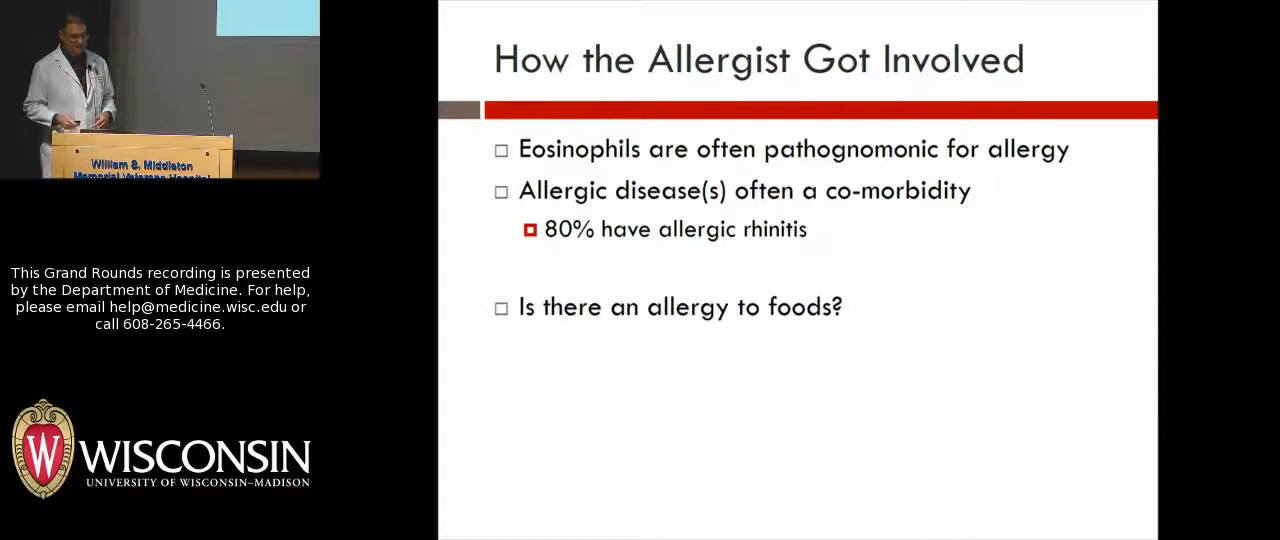 How the Allergist Got Involved
Eosinophils are often pathognomonic for allergy
Allergic disease(s) often a co-morbidity
80% have allergic rhinitis
Is there an allergy to foods?
William S. Middleton
Memorial Veterans Hospital
This Grand Rounds recording is presented
by the Department of Medicine. For help,
please email help@medicine.wisc.edu or
call 608-265-4466.
W
WISCONSIN
UNIVERSITY OF WISCONSIN–MADISON